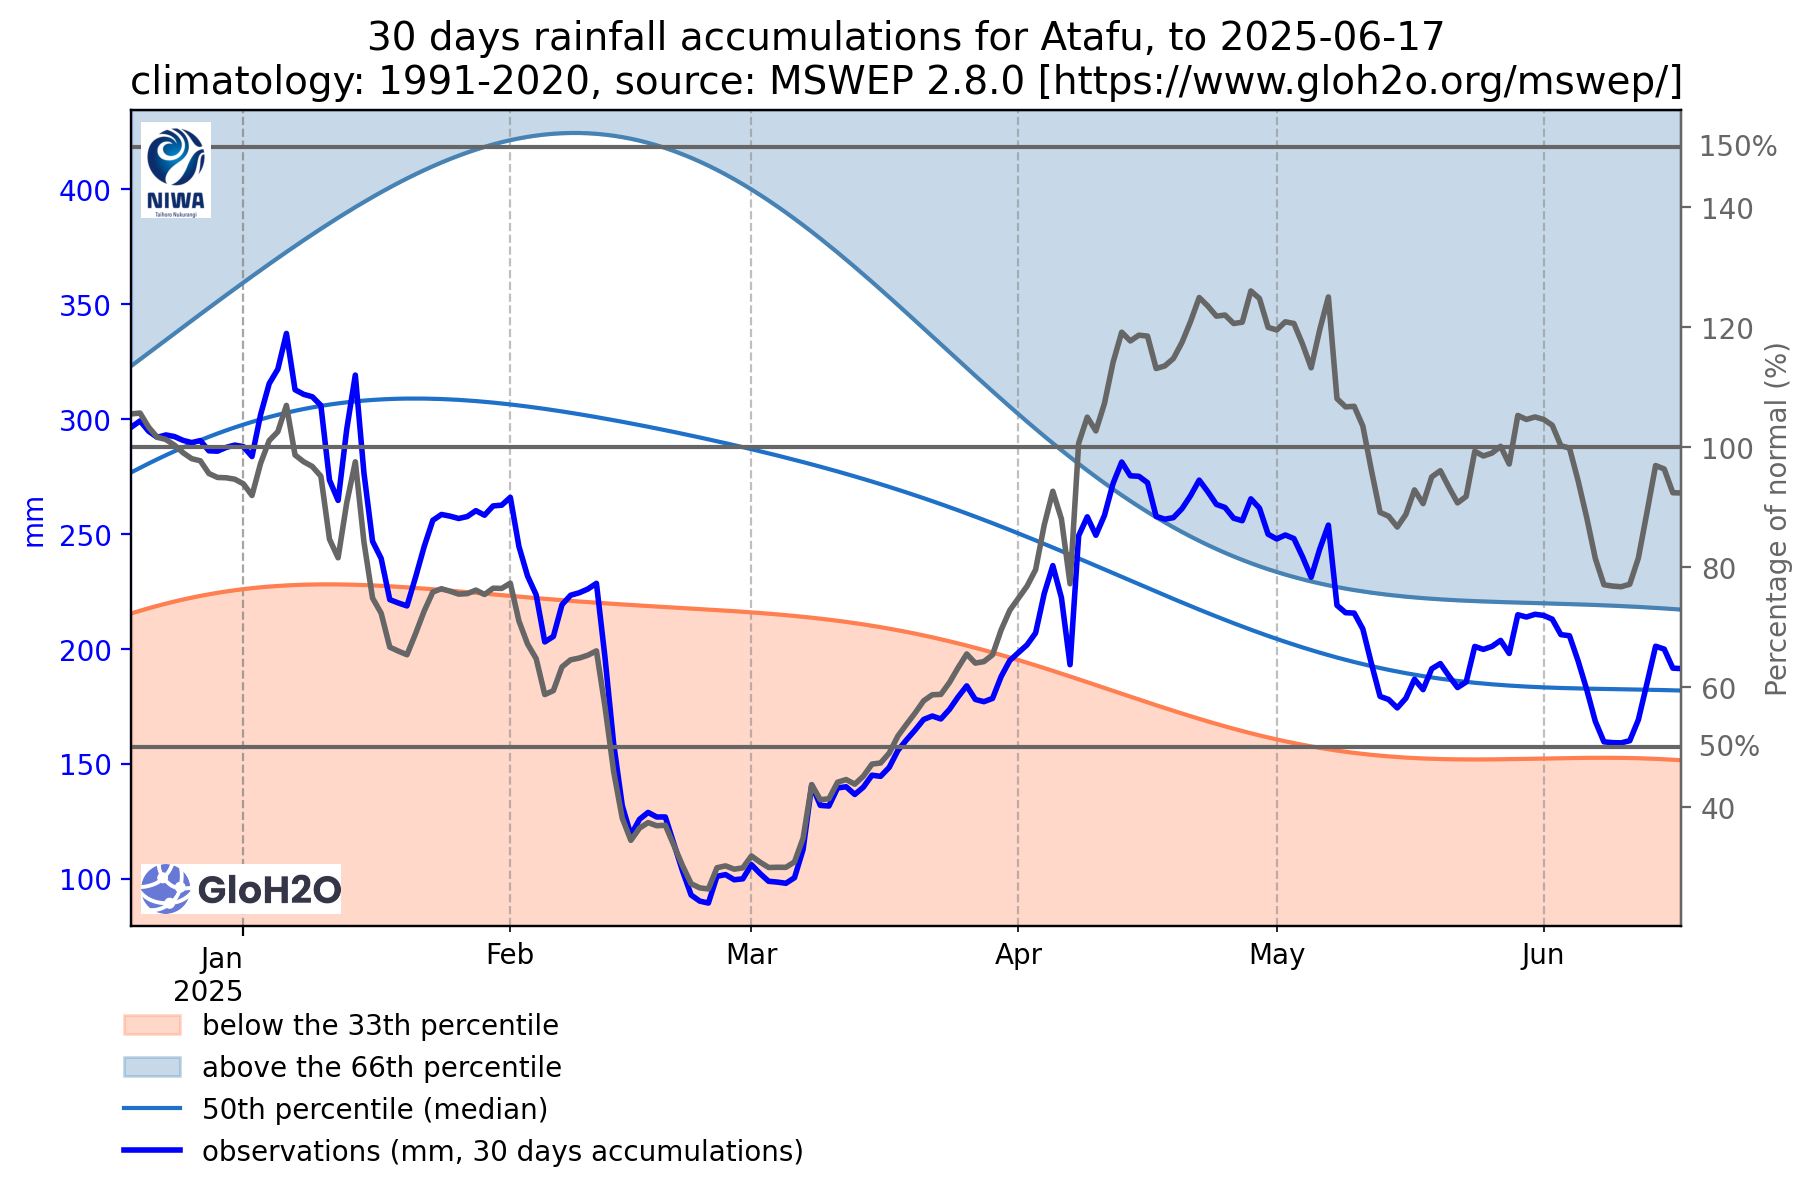 30 days rainfall accumulations for Atafu, to 2025-06-17
climatology: 1991-2020, source: MSWEP 2.8.0 [https://www.gloh2o.org/mswep/]
NIWA
Taihoro Nukurangi
400
350
300
250
200
150
100
mm
150%
140
120
100
80
60
50%
40
Percentage of normal (%)
GloH2O
Jan
2025
Feb
Mar
Apr
May
Jun
below the 33th percentile
above the 66th percentile
50th percentile (median)
observations (mm, 30 days accumulations)